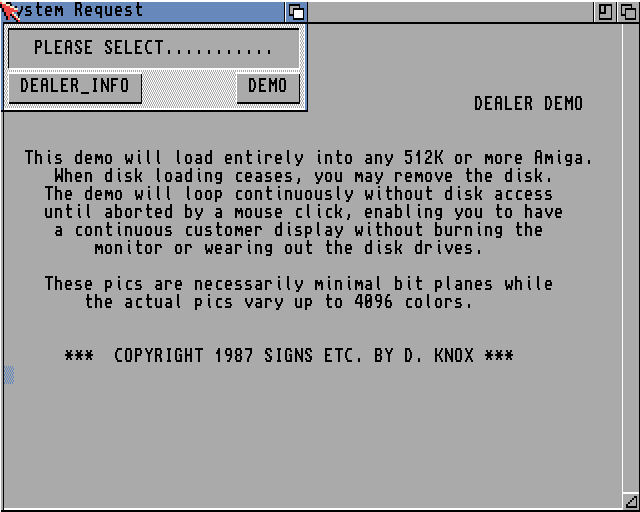 System Request
PLEASE SELECT...........
DEALER_INFO
DEMO
DEALER DEMO
This demo will load entirely into any 512K or more Amiga.
When disk loading ceases, you may remove the disk.
The demo will loop continuously without disk access
until aborted by a mouse click, enabling you to have
a continuous customer display without burning the
monitor or wearing out the disk drives.
These pics are necessarily minimal bit planes while
the actual pics vary up to 4096 colors.
*** COPYRIGHT 1987 SIGNS ETC. BY D. KNOX ***